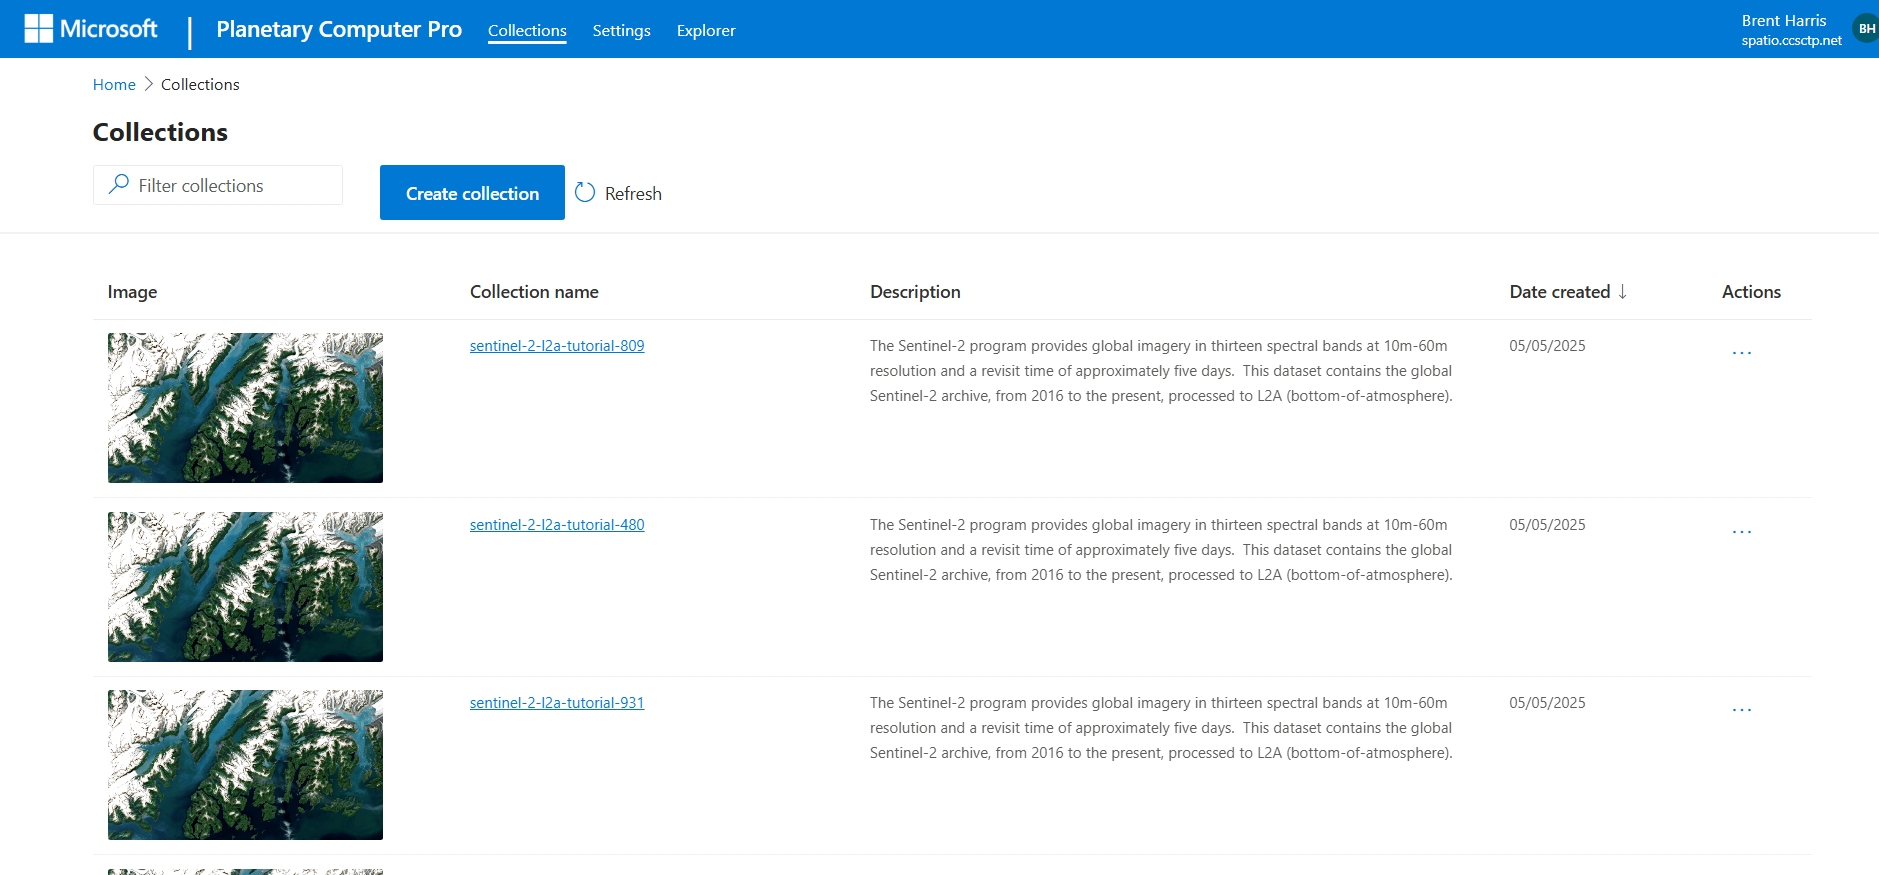 Microsoft | Planetary Computer Pro Collections Settings Explorer
Brent Harris
spatio.ccsctp.net
BH
Home > Collections
Collections
Filter collections
Create collection
Refresh
Image Collection name Description Date created ↓ Actions
sentinel-2-l2a-tutorial-809
The Sentinel-2 program provides global imagery in thirteen spectral bands at 10m-60m
resolution and a revisit time of approximately five days.  This dataset contains the global
Sentinel-2 archive, from 2016 to the present, processed to L2A (bottom-of-atmosphere).
05/05/2025
...
sentinel-2-l2a-tutorial-480
The Sentinel-2 program provides global imagery in thirteen spectral bands at 10m-60m
resolution and a revisit time of approximately five days.  This dataset contains the global
Sentinel-2 archive, from 2016 to the present, processed to L2A (bottom-of-atmosphere).
05/05/2025
...
sentinel-2-l2a-tutorial-931
The Sentinel-2 program provides global imagery in thirteen spectral bands at 10m-60m
resolution and a revisit time of approximately five days.  This dataset contains the global
Sentinel-2 archive, from 2016 to the present, processed to L2A (bottom-of-atmosphere).
05/05/2025
...